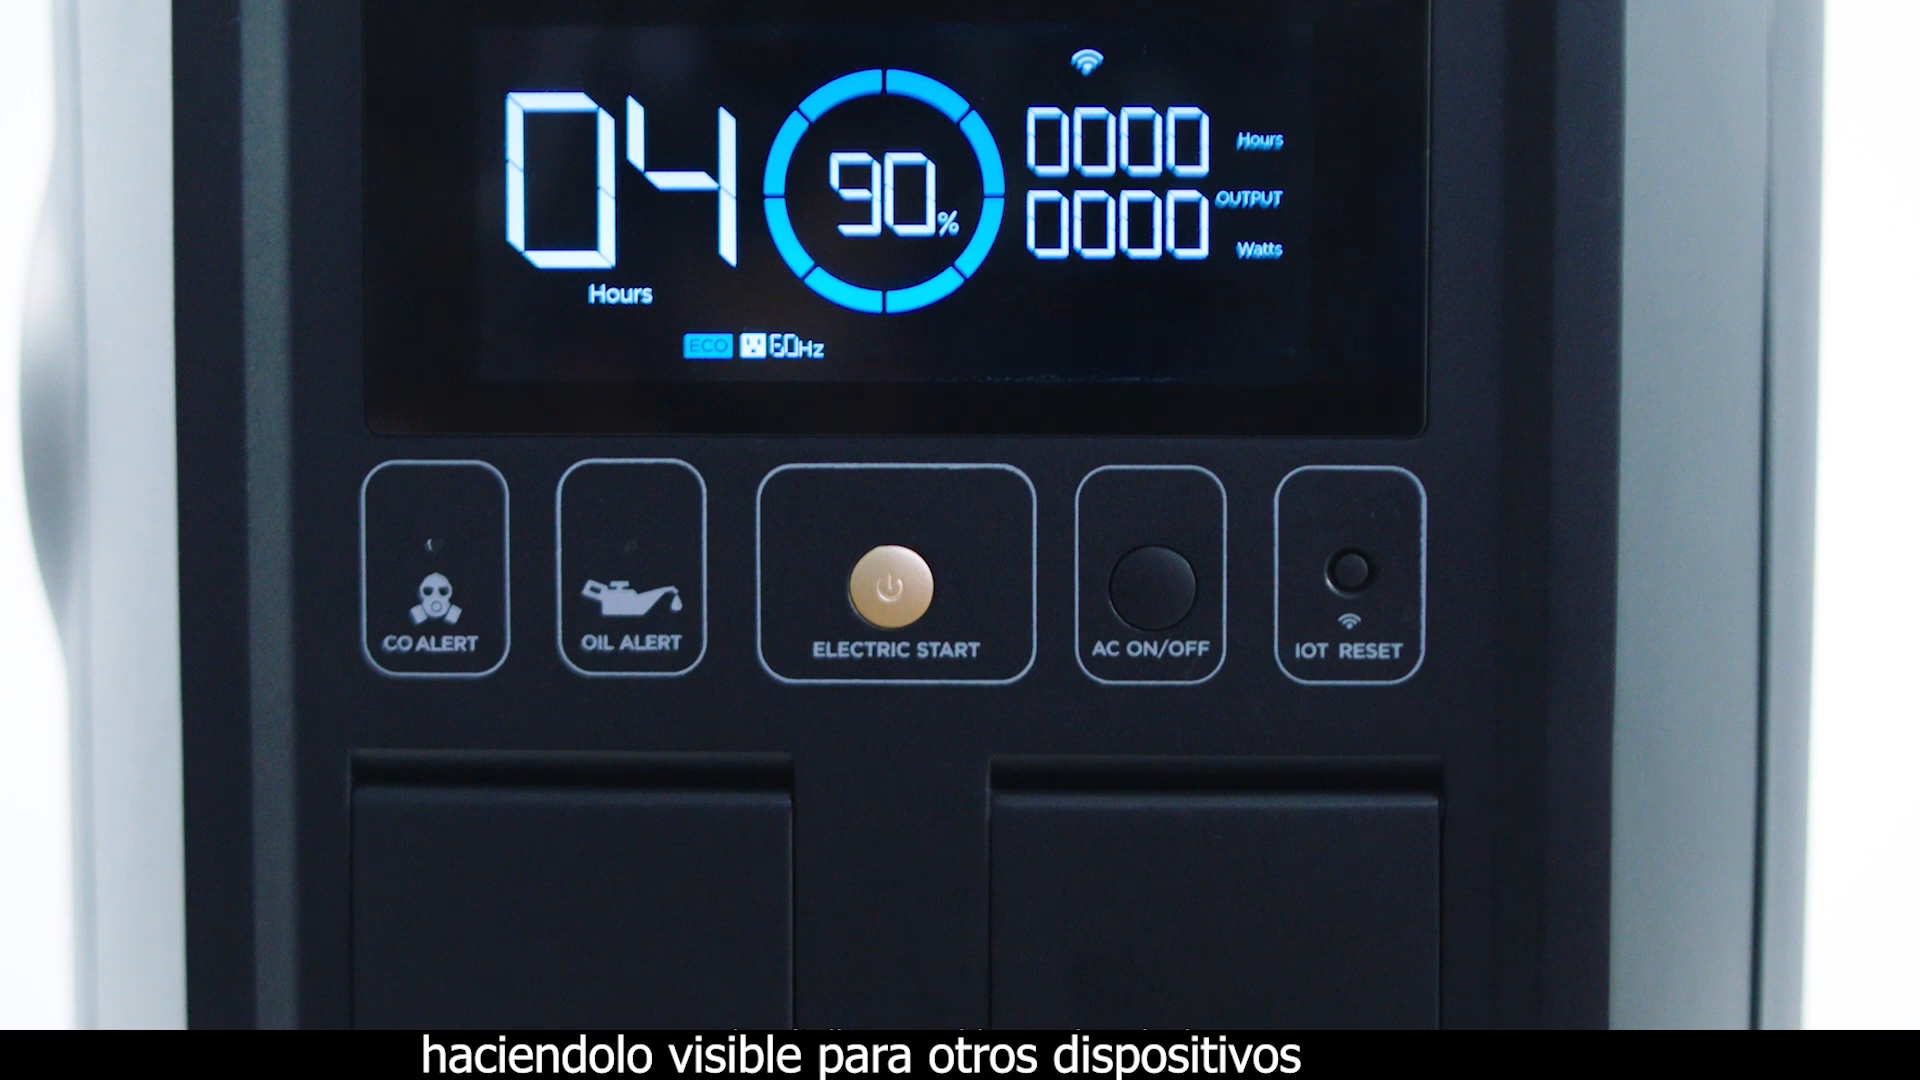 04
Hours
90%
0000
Hours
OUTPUT
0000
Watts
ECO 60Hz
CO ALERT
OIL ALERT
ELECTRIC START
AC ON/OFF
IOT RESET
haciendolo visible para otros dispositivos